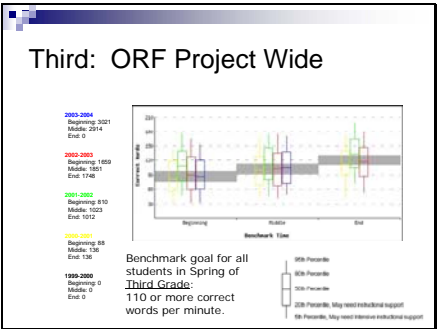 Third: ORF Project Wide
2003-2004
Beginning: 3021
Middle: 2914
End: 0
2002-2003
Beginning: 1659
Middle: 1851
End: 1748
2001-2002
Beginning: 810
Middle: 1023
End: 1012
Beginning: 88
Middle: 136
End: 136
1999-2000
Beginning: 0
Middle: 0
End: 0
Correct words
210
Beginning
Middle
End
Benchmark Time
Benchmark goal for all
students in Spring of
Third Grade:
110 or more correct
words per minute.
95th Percentile
80th Percentile
50th Percentile
20th Percentile, May need instructional support
5th Percentile, May need intensive instructional support